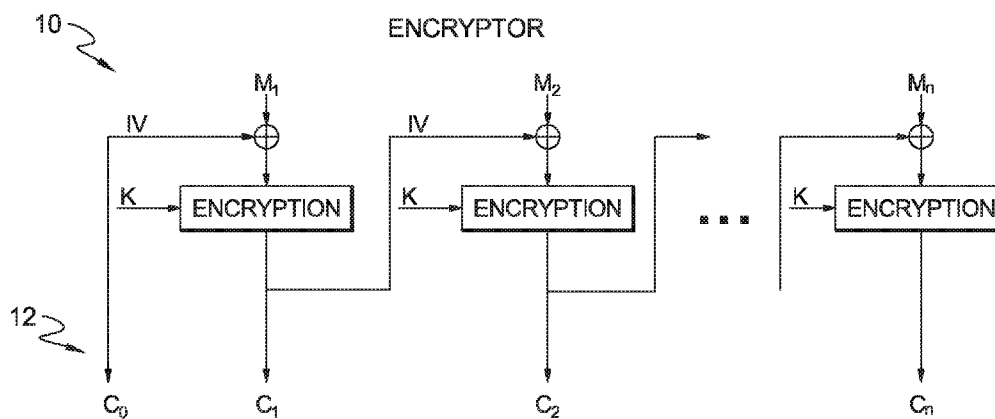 10
ENCRYPTOR
M1 M2 Mn
IV IV
K ENCRYPTION K ENCRYPTION ... K ENCRYPTION
12
C0 C1 C2 Cn